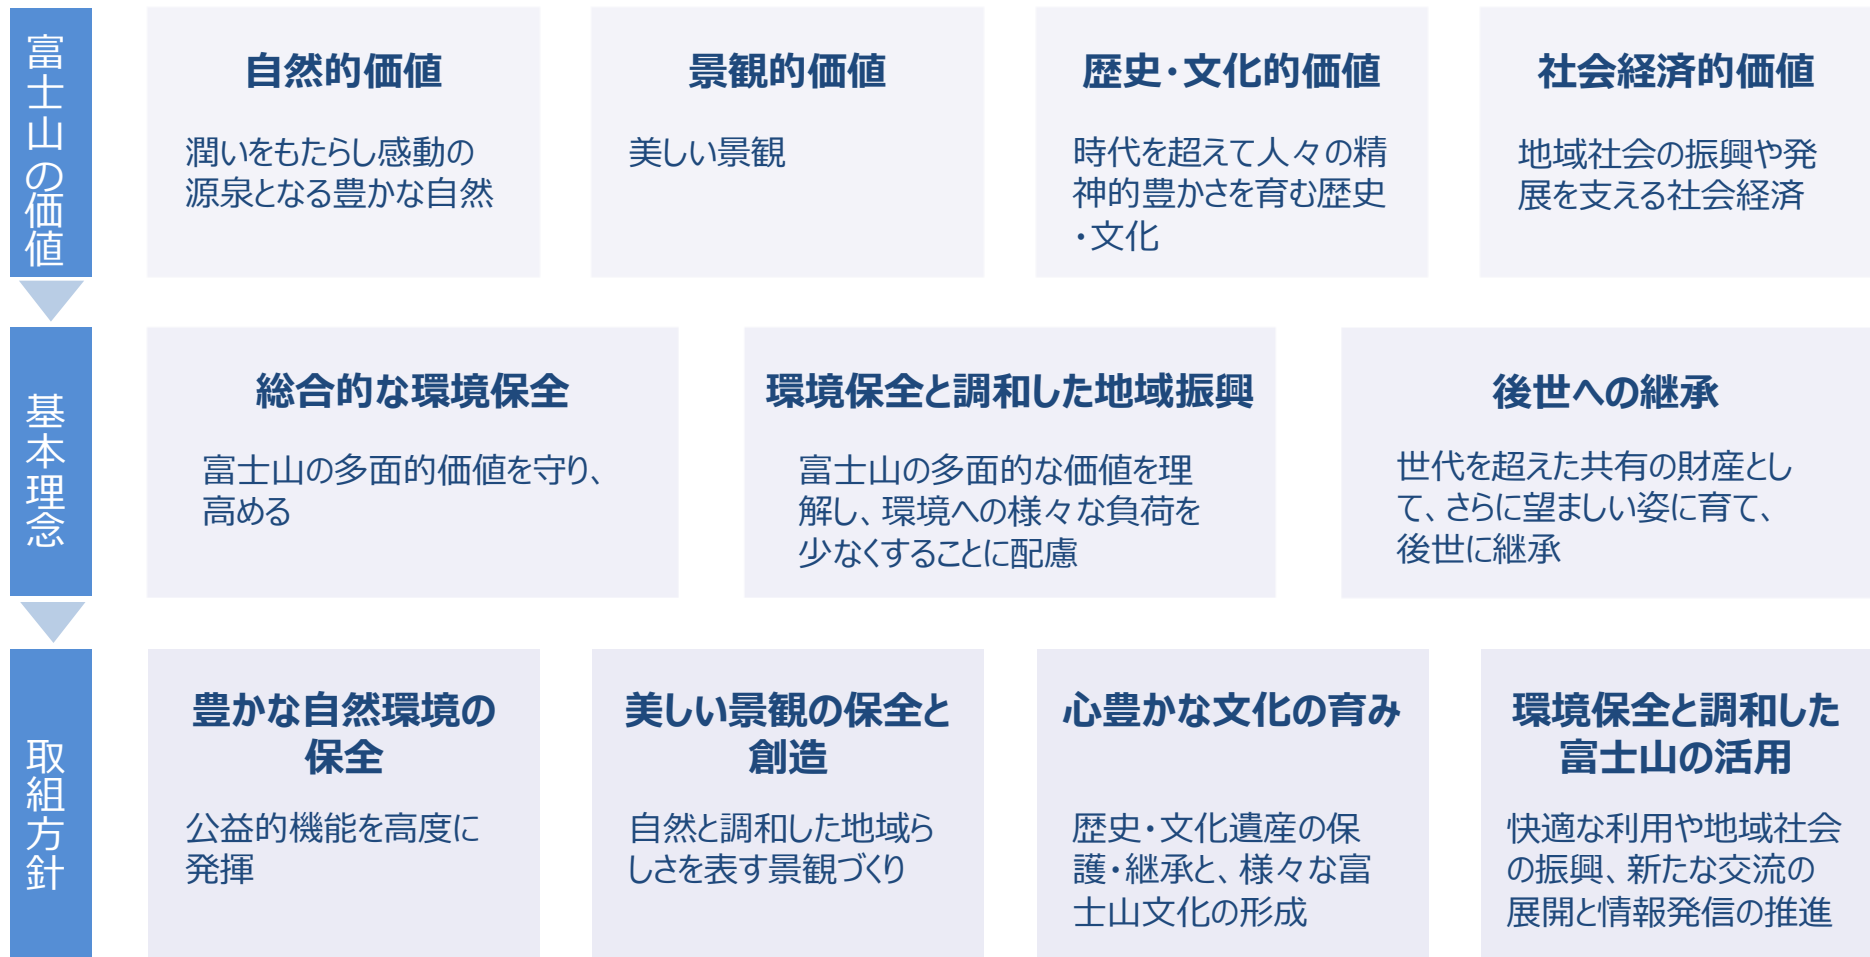 富士山の価値
自然的価値
潤いをもたらし感動の
源泉となる豊かな自然
景観的価値
美しい景観
歴史・文化的価値
時代を超えて人々の精
神的豊かさを育む歴史
・文化
社会経済的価値
地域社会の振興や発
展を支える社会経済
基本理念
総合的な環境保全
富士山の多面的価値を守り、
高める
環境保全と調和した地域振興
富士山の多面的な価値を理
解し、環境への様々な負荷を
少なくすることに配慮
後世への継承
世代を超えた共有の財産とし
て、さらに望ましい姿に育て、
後世に継承
取組方針
豊かな自然環境の
保全
公益的機能を高度に
発揮
美しい景観の保全と
創造
自然と調和した地域ら
しさを表す景観づくり
心豊かな文化の育み
歴史・文化遺産の保
護・継承と、様々な富
士山文化の形成
環境保全と調和した
富士山の活用
快適な利用や地域社会
の振興、新たな交流の
展開と情報発信の推進